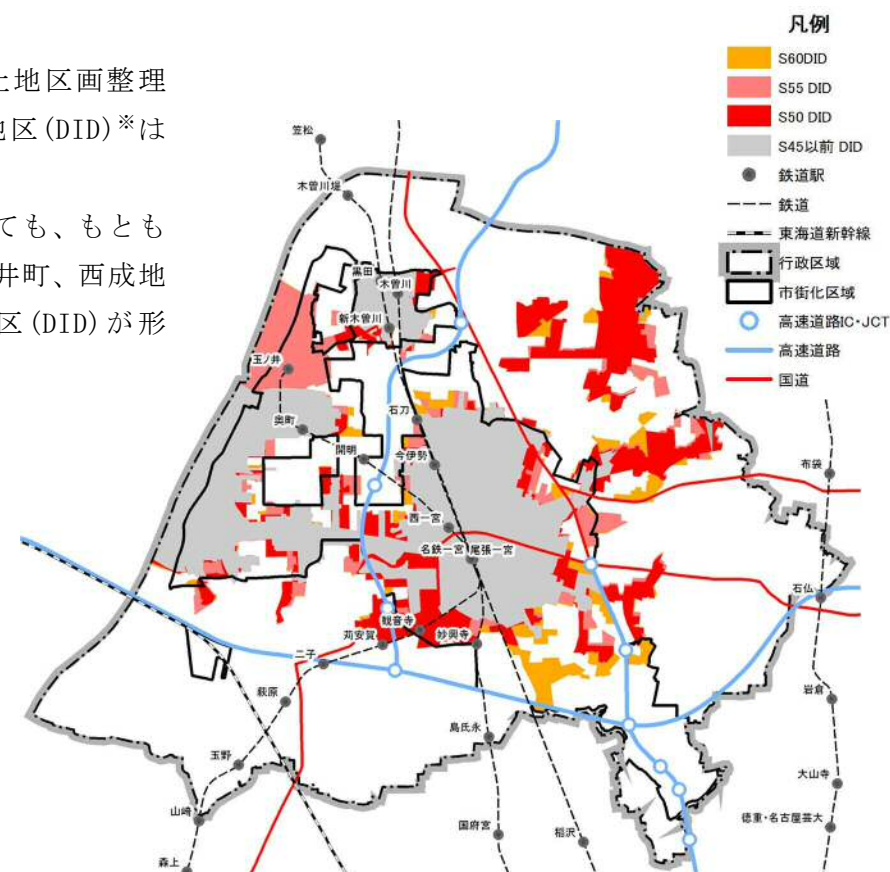 土地区画整理
地区(DID)※は
ても、もとも
井町、西成地
区(DID)が形
凡例
S60DID
S55 DID
S50 DID
S45以前 DID
鉄道駅
鉄道
東海道新幹線
行政区域
市街化区域
高速道路IC・JCT
高速道路
国道
笠松
木曽川堤
黒田
木曽川
新木曽川
玉ノ井
石刀
奥町
開明
今伊勢
布袋
西一宮
名鉄一宮
尾張一宮
石仏
観音寺
苅安賀
妙興寺
二子
萩原
岩倉
島氏永
玉野
大山寺
山崎
国府宮
稲沢
徳重・名古屋芸大
森上